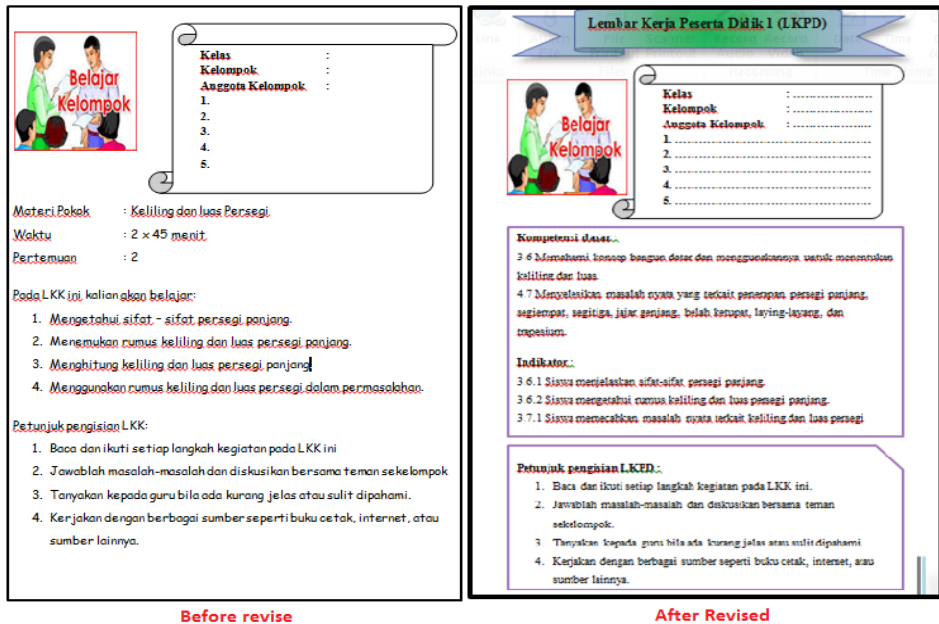 Belajar
Kelompok
Kelas :
Kelompok :
Anggota Kelompok :
1.
2.
3.
4.
5.
Materi Pokok : Keliling dan luas Persegi
Waktu : 2 x 45 menit
Pertemuan : 2
Pada LKK ini, kalian akan belajar:
1. Mengetahui sifat – sifat persegi panjang.
2. Menemukan rumus keliling dan luas persegi panjang.
3. Menghitung keliling dan luas persegi panjang
4. Menggunakan rumus keliling dan luas persegi dalam permasalahan.
Petunjuk pengisian LKK:
1. Baca dan ikuti setiap langkah kegiatan pada LKK ini
2. Jawablah masalah-masalah dan diskusikan bersama teman sekelompok
3. Tanyakan kepada guru bila ada kurang jelas atau sulit dipahami.
4. Kerjakan dengan berbagai sumber seperti buku cetak, internet, atau
sumber lainnya.
Before revise
Lembar Kerja Peserta Didik 1 (LKPD)
Belajar
Kelompok
Kelas : ......................
Kelompok : ......................
Anggota Kelompok : ......................
1. ......................
2. ......................
3. ......................
4. ......................
5. ......................
Kompetensi dasar :
3.6 Memahami konsep bangun datar dan menggunakannya untuk menentukan
keliling dan luas.
4.7 Menyelesikan masalah nyata yang terkait penerapan persegi panjang,
segiempat, segitiga, jajar genjang, belah ketupat, laying-layang, dan
trapesium.
Indikator :
3.6.1 Siswa menjelaskan sifat-sifat persegi panjang.
3.6.2 Siswa mengetahui rumus keliling dan luas persegi panjang.
3.7.1 Siswa memecahkan masalah nyata terkait keliling dan luas persegi
Petunjuk pengisian LKPD :
1. Baca dan ikuti setiap langkah kegiatan pada LKK ini.
2. Jawablah masalah-masalah dan diskusikan bersama teman
sekelompok.
3. Tanyakan kepada guru bila ada kurang jelas atau sulit dipahami.
4. Kerjakan dengan berbagai sumber seperti buku cetak, internet, atau
sumber lainnya.
After Revised